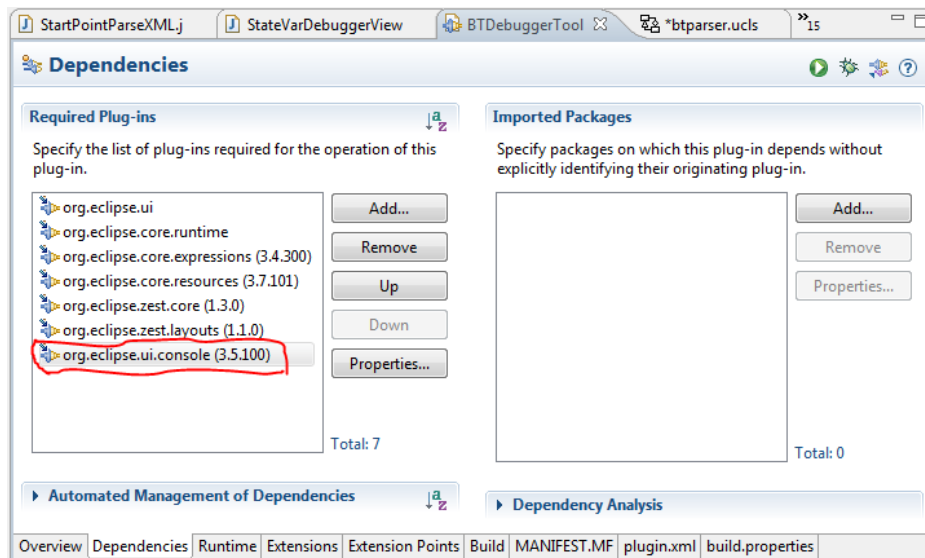 StartPointParseXML.j
StateVarDebuggerView
BTDebuggerTool
*btparser.ucls
»15
Dependencies
Required Plug-ins
Specify the list of plug-ins required for the operation of this
plug-in.
org.eclipse.ui
org.eclipse.core.runtime
org.eclipse.core.expressions (3.4.300)
org.eclipse.core.resources (3.7.101)
org.eclipse.zest.core (1.3.0)
org.eclipse.zest.layouts (1.1.0)
org.eclipse.ui.console (3.5.100)
Add...
Remove
Up
Down
Properties...
Total: 7
Imported Packages
Specify packages on which this plug-in depends without
explicitly identifying their originating plug-in.
Add...
Remove
Properties...
Total: 0
Automated Management of Dependencies
Dependency Analysis
Overview Dependencies Runtime Extensions Extension Points Build MANIFEST.MF plugin.xml build.properties